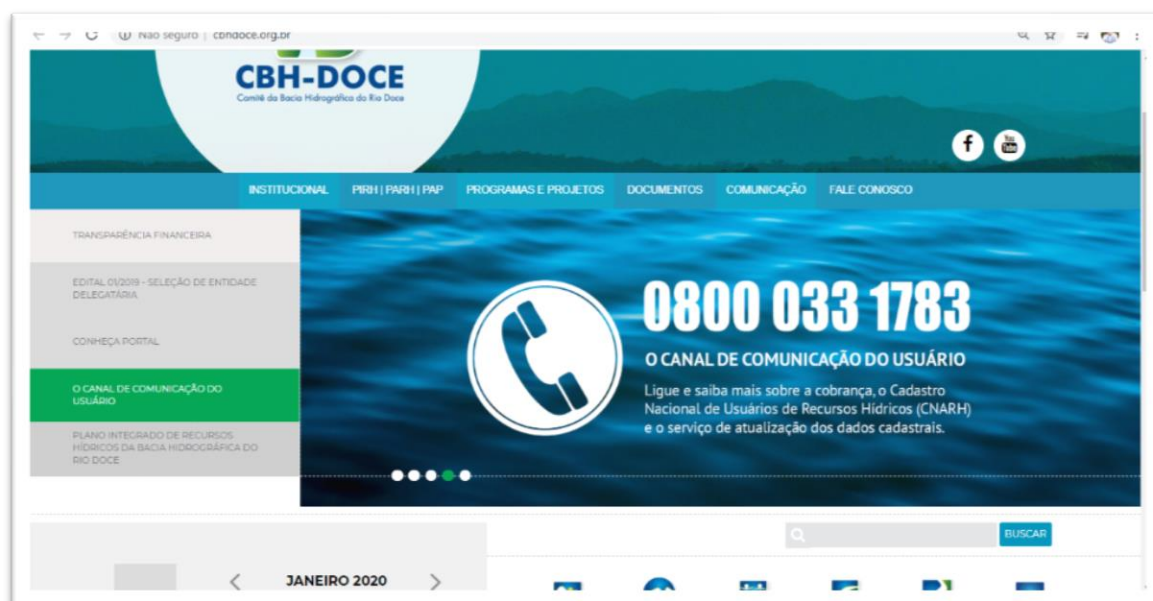 Não seguro | cbhdoce.org.br
CBH-DOCE
Comitê da Bacia Hidrográfica do Rio Doce
f
You
Tube
INSTITUCIONAL PIRH | PARH | PAP PROGRAMAS E PROJETOS DOCUMENTOS COMUNICAÇÃO FALE CONOSCO
TRANSPARÊNCIA FINANCEIRA
EDITAL 01/2019 - SELEÇÃO DE ENTIDADE
DELEGATÁRIA
CONHEÇA PORTAL
O CANAL DE COMUNICAÇÃO DO
USUÁRIO
PLANO INTEGRADO DE RECURSOS
HÍDRICOS DA BACIA HIDROGRÁFICA DO
RIO DOCE
0800 033 1783
O CANAL DE COMUNICAÇÃO DO USUÁRIO
Ligue e saiba mais sobre a cobrança, o Cadastro
Nacional de Usuários de Recursos Hídricos (CNARH)
e o serviço de atualização dos dados cadastrais.
BUSCAR
JANEIRO 2020